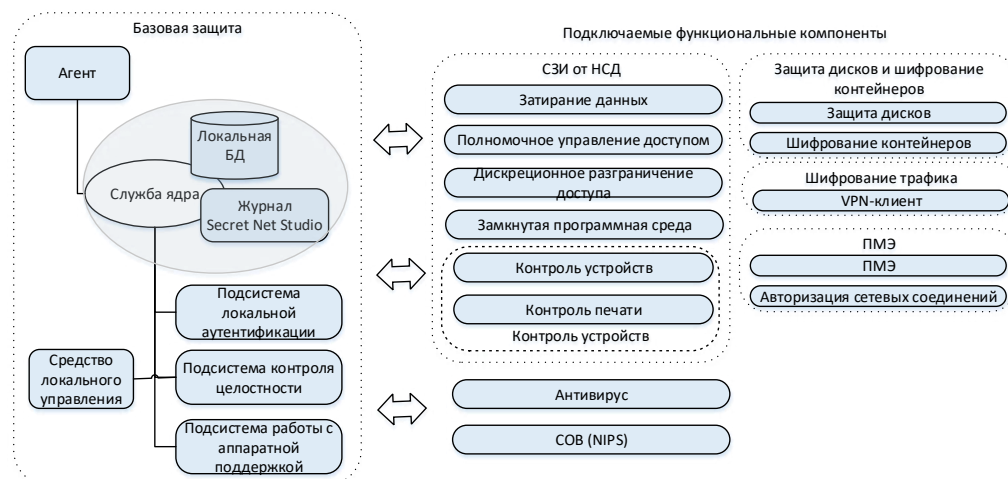 Базовая защита
Агент
Локальная
БД
Служба ядра
Журнал
Secret Net Studio
Подсистема
локальной
аутентификации
Средство
локального
управления
Подсистема контроля
целостности
Подсистема работы с
аппаратной
поддержкой
Подключаемые функциональные компоненты
СЗИ от НСД
Затирание данных
Полномочное управление доступом
Дискреционное разграничение
доступа
Замкнутая программная среда
Контроль устройств
Контроль печати
Контроль устройств
Антивирус
СОВ (NIPS)
Защита дисков и шифрование
контейнеров
Защита дисков
Шифрование контейнеров
Шифрование трафика
VPN-клиент
ПМЭ
ПМЭ
Авторизация сетевых соединений